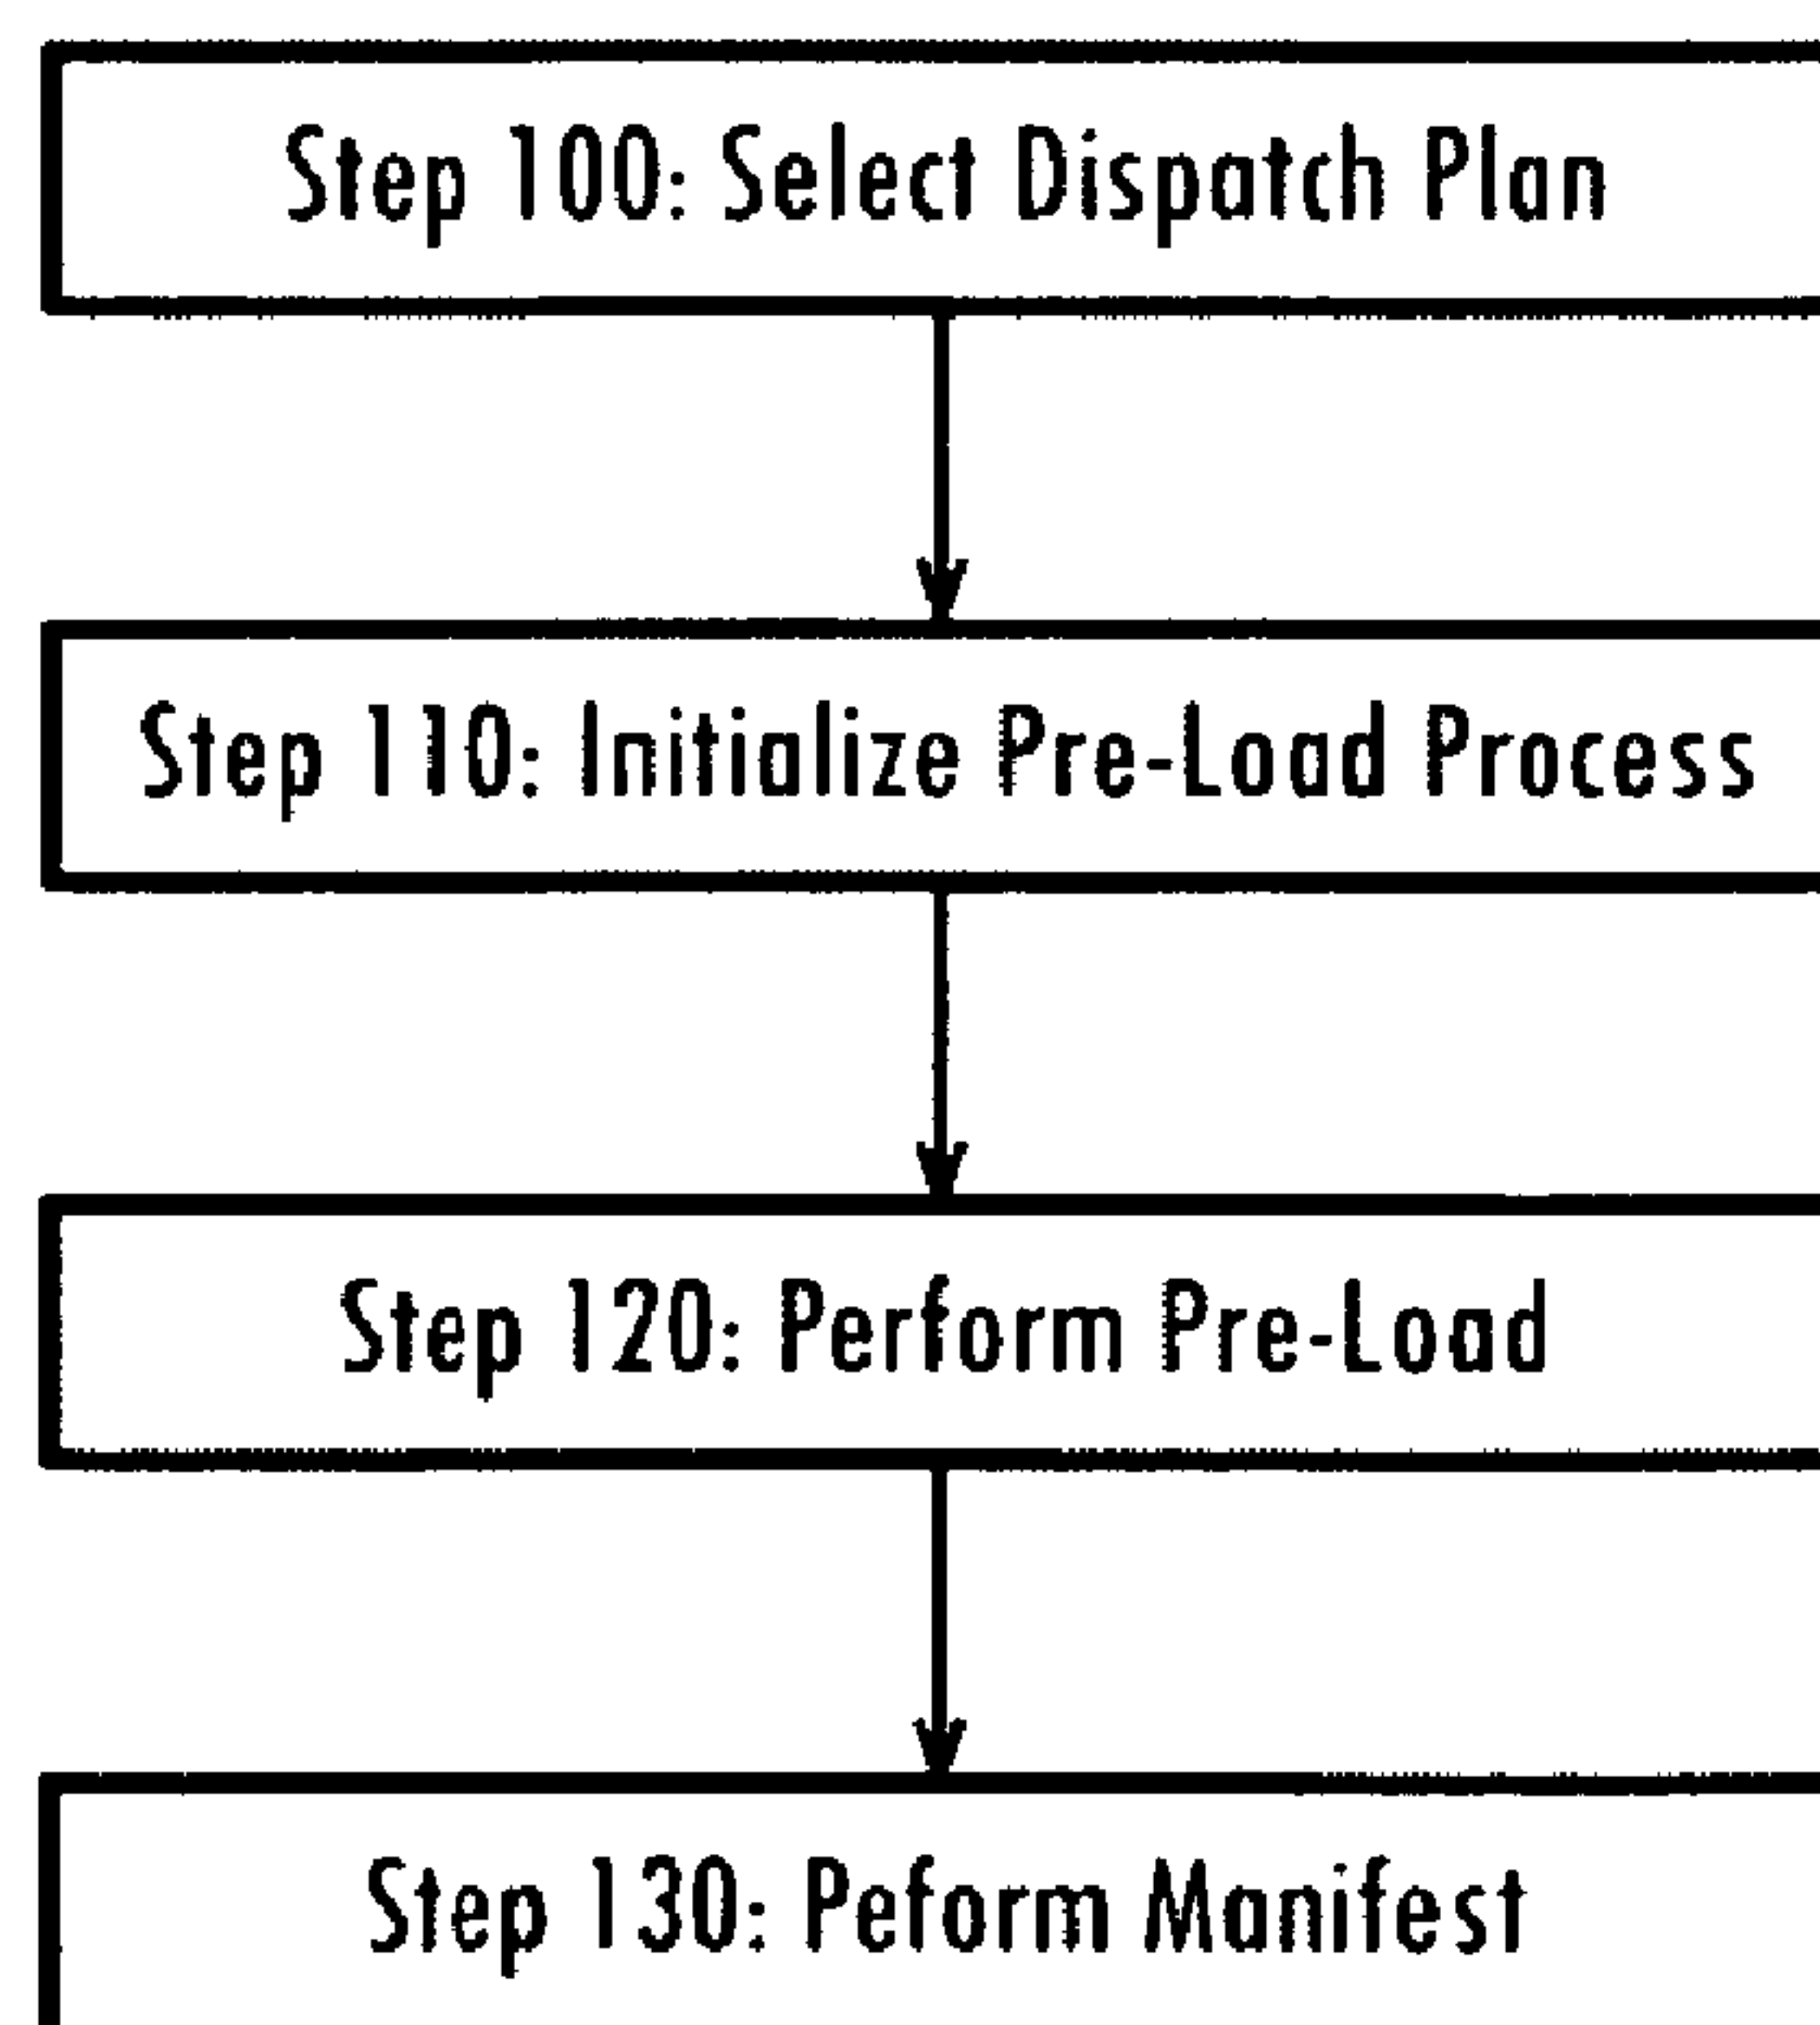 Step 100: Select Dispatch Plan
Step 110: Initialize Pre-Load Process
Step 120: Perform Pre-Load
Step 130: Peform Manifest